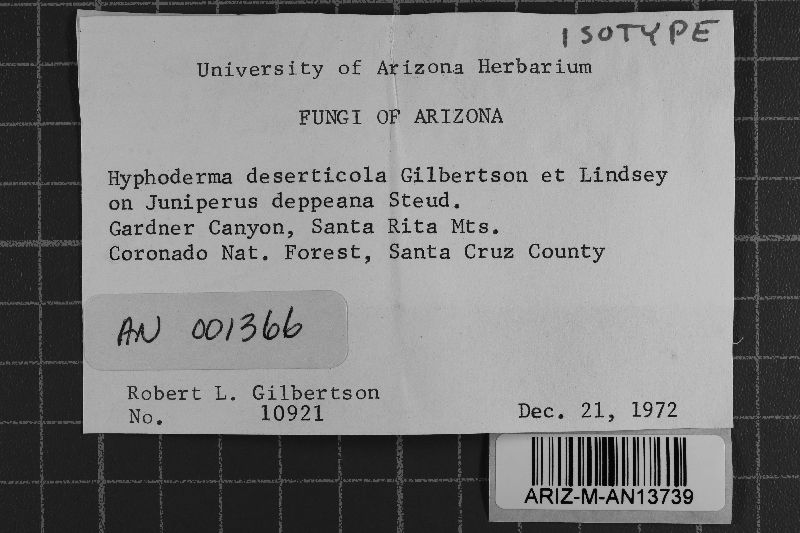 ISOTYPE
University of Arizona Herbarium
FUNGI OF ARIZONA
Hyphoderma deserticola Gilbertson et Lindsey
on Juniperus deppeana Steud.
Gardner Canyon, Santa Rita Mts.
Coronado Nat. Forest, Santa Cruz County
AN 001366
Robert L. Gilbertson
No. 10921
Dec. 21, 1972
ARIZ-M-AN13739